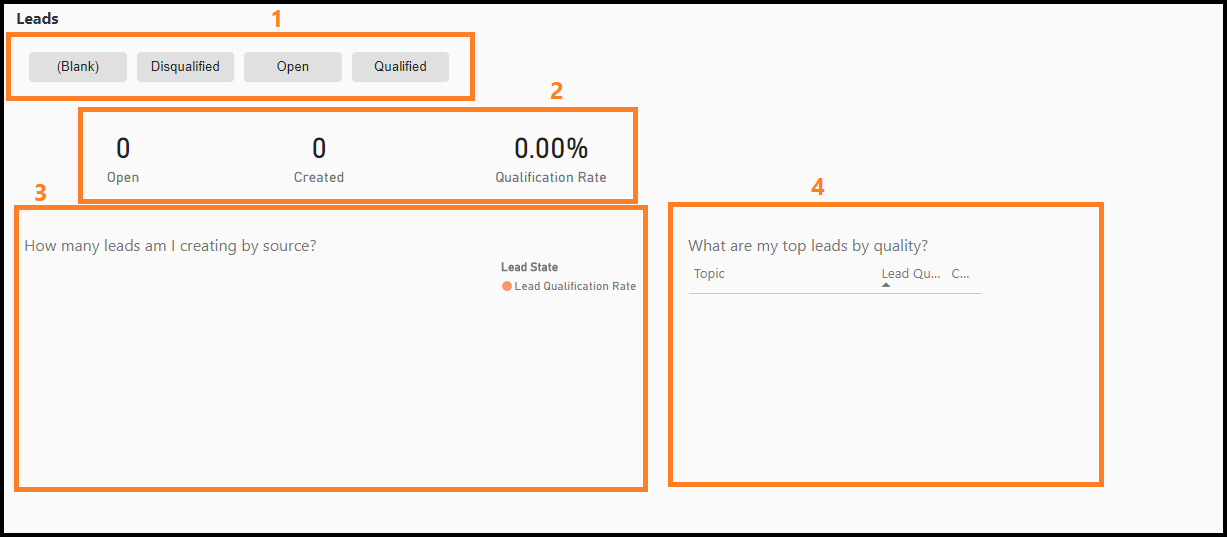 Leads
1
(Blank) Disqualified Open Qualified
2
0 0 0.00%
Open Created Qualification Rate
3
How many leads am I creating by source?
Lead State
Lead Qualification Rate
4
What are my top leads by quality?
Topic Lead Qu... C...